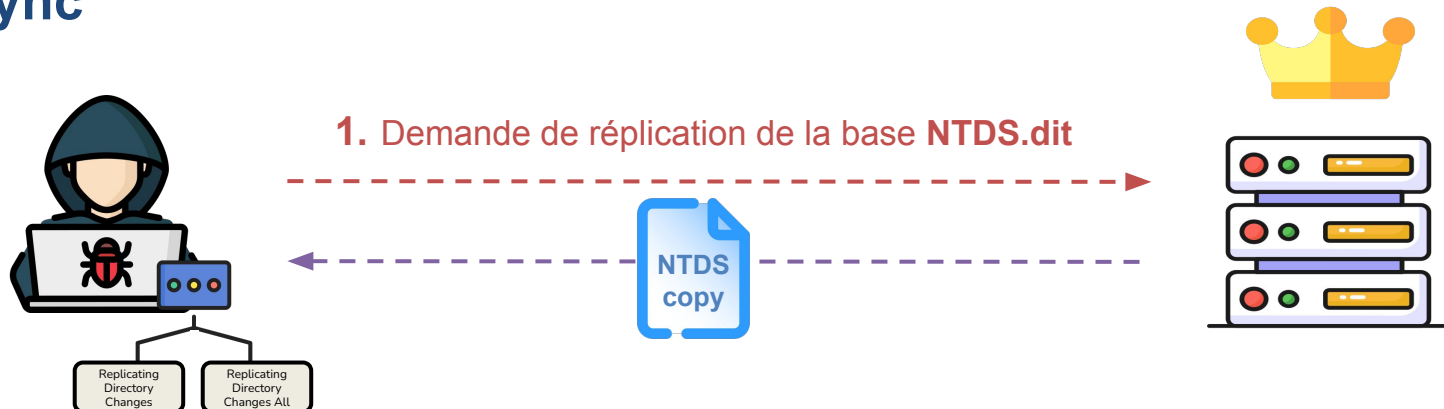 ync
1. Demande de réplication de la base NTDS.dit
NTDS
copy
Replicating
Directory
Changes
Replicating
Directory
Changes All